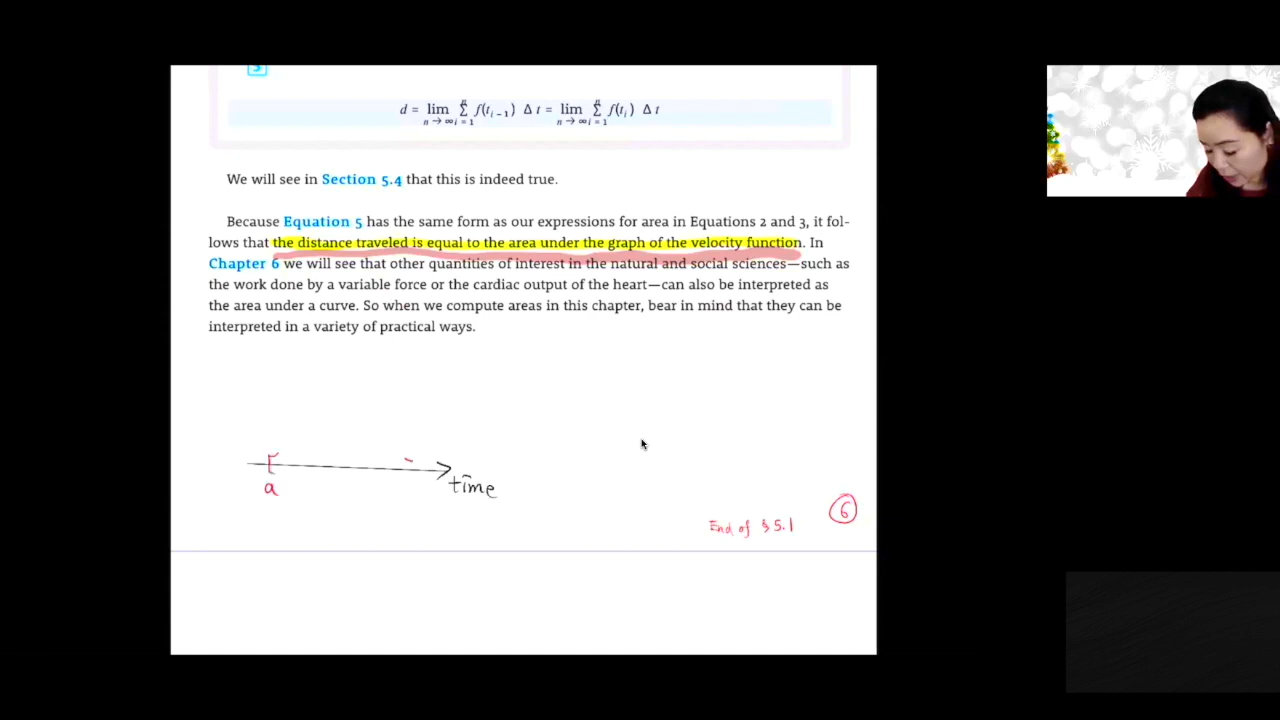 5
d = lim n → ∞ Σ i = 1 n f(t i − 1) Δ t = lim n → ∞ Σ i = 1 n f(t i) Δ t
We will see in Section 5.4 that this is indeed true.
Because Equation 5 has the same form as our expressions for area in Equations 2 and 3, it fol-
lows that the distance traveled is equal to the area under the graph of the velocity function. In
Chapter 6 we will see that other quantities of interest in the natural and social sciences—such as
the work done by a variable force or the cardiac output of the heart—can also be interpreted as
the area under a curve. So when we compute areas in this chapter, bear in mind that they can be
interpreted in a variety of practical ways.
[
a
time
End of § 5.1
6